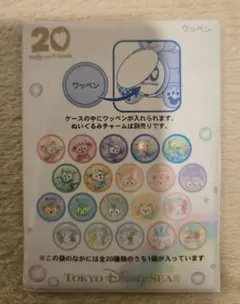 ワッペン
20
Duffy and Friends
ワッペン
ケースの中にワッペンが入れられます。
ぬいぐるみチャームは別売りです。
※この袋のなかには全20種類のうち1個が入っています
TOKYO DISNEY SEA